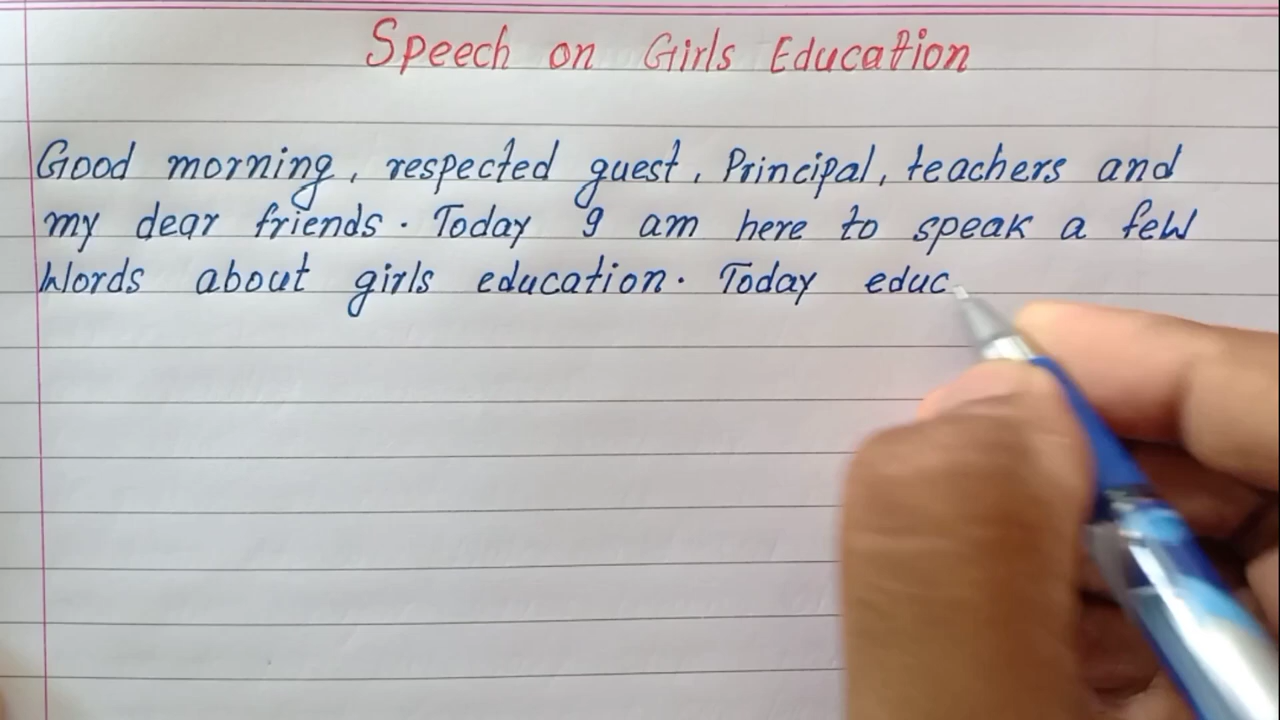 Speech on Girls Education
Good morning, respected guest, Principal, teachers and
my dear friends. Today I am here to speak a few
words about girls education. Today educ